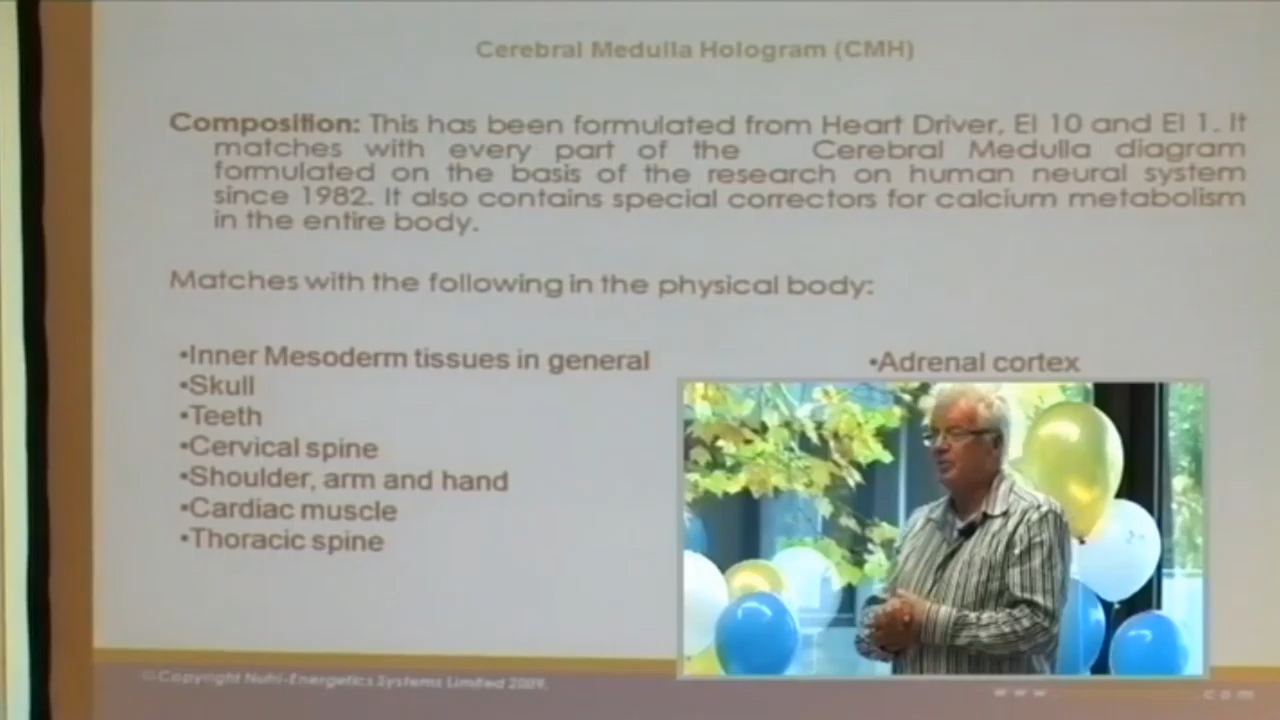 Cerebral Medulla Hologram (CMH)
Composition: This has been formulated from Heart Driver, EI 10 and EI 1. It
matches with every part of the Cerebral Medulla diagram
formulated on the basis of the research on human neural system
since 1982. It also contains special correctors for calcium metabolism
in the entire body.
Matches with the following in the physical body:
•Inner Mesoderm tissues in general
•Skull
•Teeth
•Cervical spine
•Shoulder, arm and hand
•Cardiac muscle
•Thoracic spine
•Adrenal cortex
© Copyright Nutri-Energetics Systems Limited 2009.
www. .com